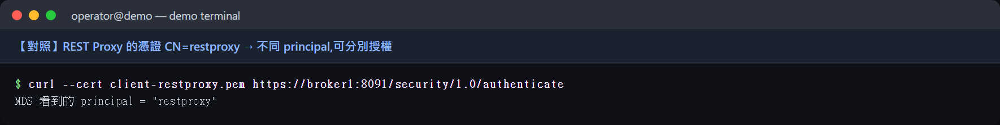 operator@demo — demo terminal
【對照】REST Proxy 的憑證 CN=restproxy → 不同 principal,可分別授權
$ curl --cert client-restproxy.pem https://broker1:8091/security/1.0/authenticate
MDS 看到的 principal = "restproxy"